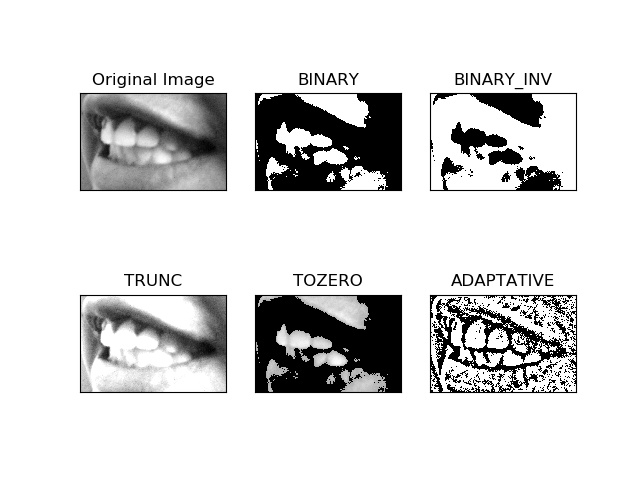 Original Image
BINARY
BINARY_INV
TRUNC
TOZERO
ADAPTATIVE